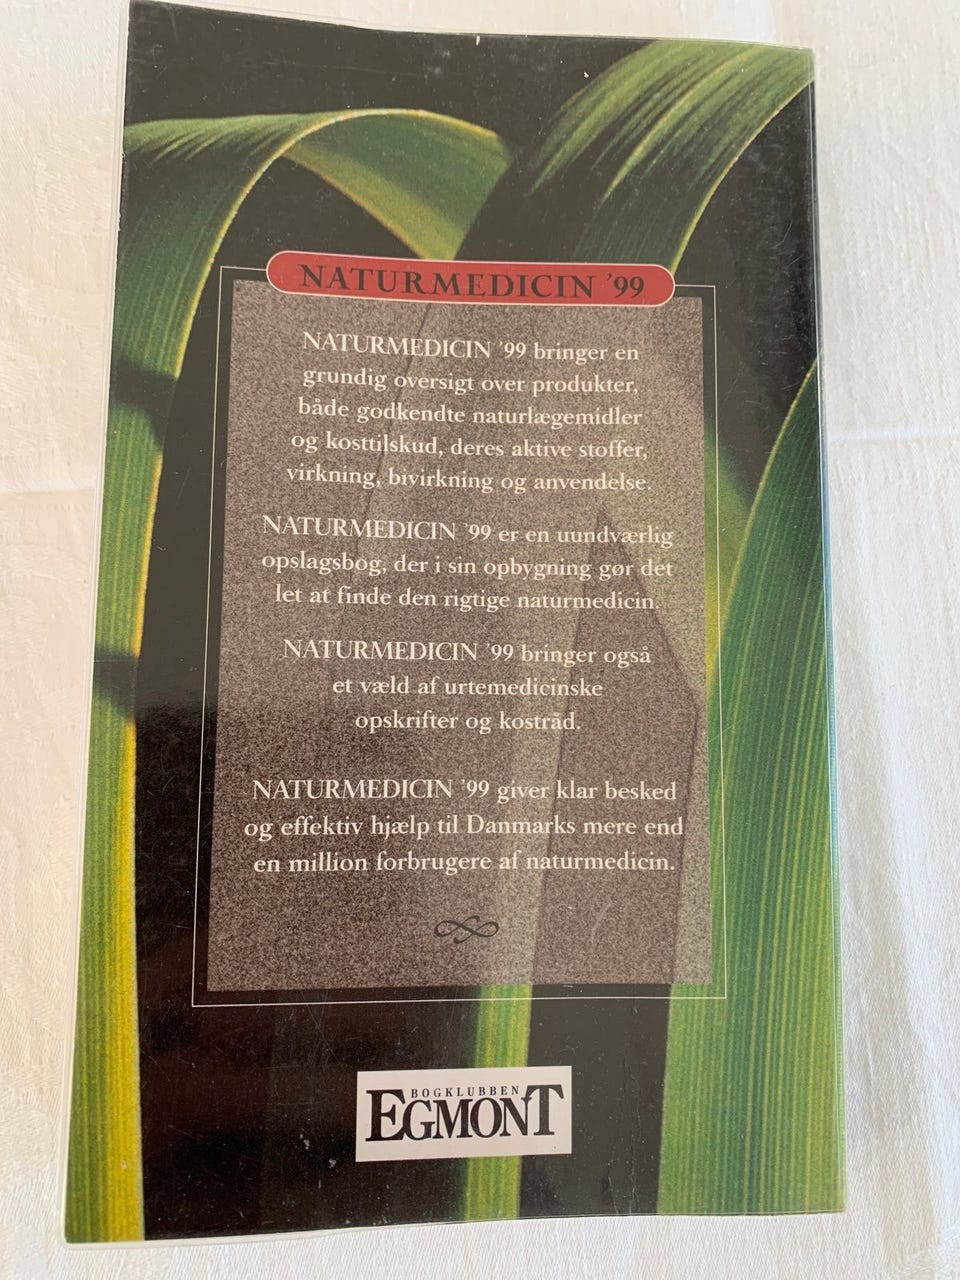 NATURMEDICIN '99
NATURMEDICIN '99 bringer en
grundig oversigt over produkter,
både godkendte naturlægemidler
og kosttilskud, deres aktive stoffer,
virkning, bivirkning og anvendelse.
NATURMEDICIN '99 er en uundværlig
opslagsbog, der i sin opbygning gør det
let at finde den rigtige naturmedicin.
NATURMEDICIN '99 bringer også
et væld af urtemedicinske
opskrifter og kostråd.
NATURMEDICIN '99 giver klar besked
og effektiv hjælp til Danmarks mere end
en million forbrugere af naturmedicin.
BOGKLUBBEN
EGMONT